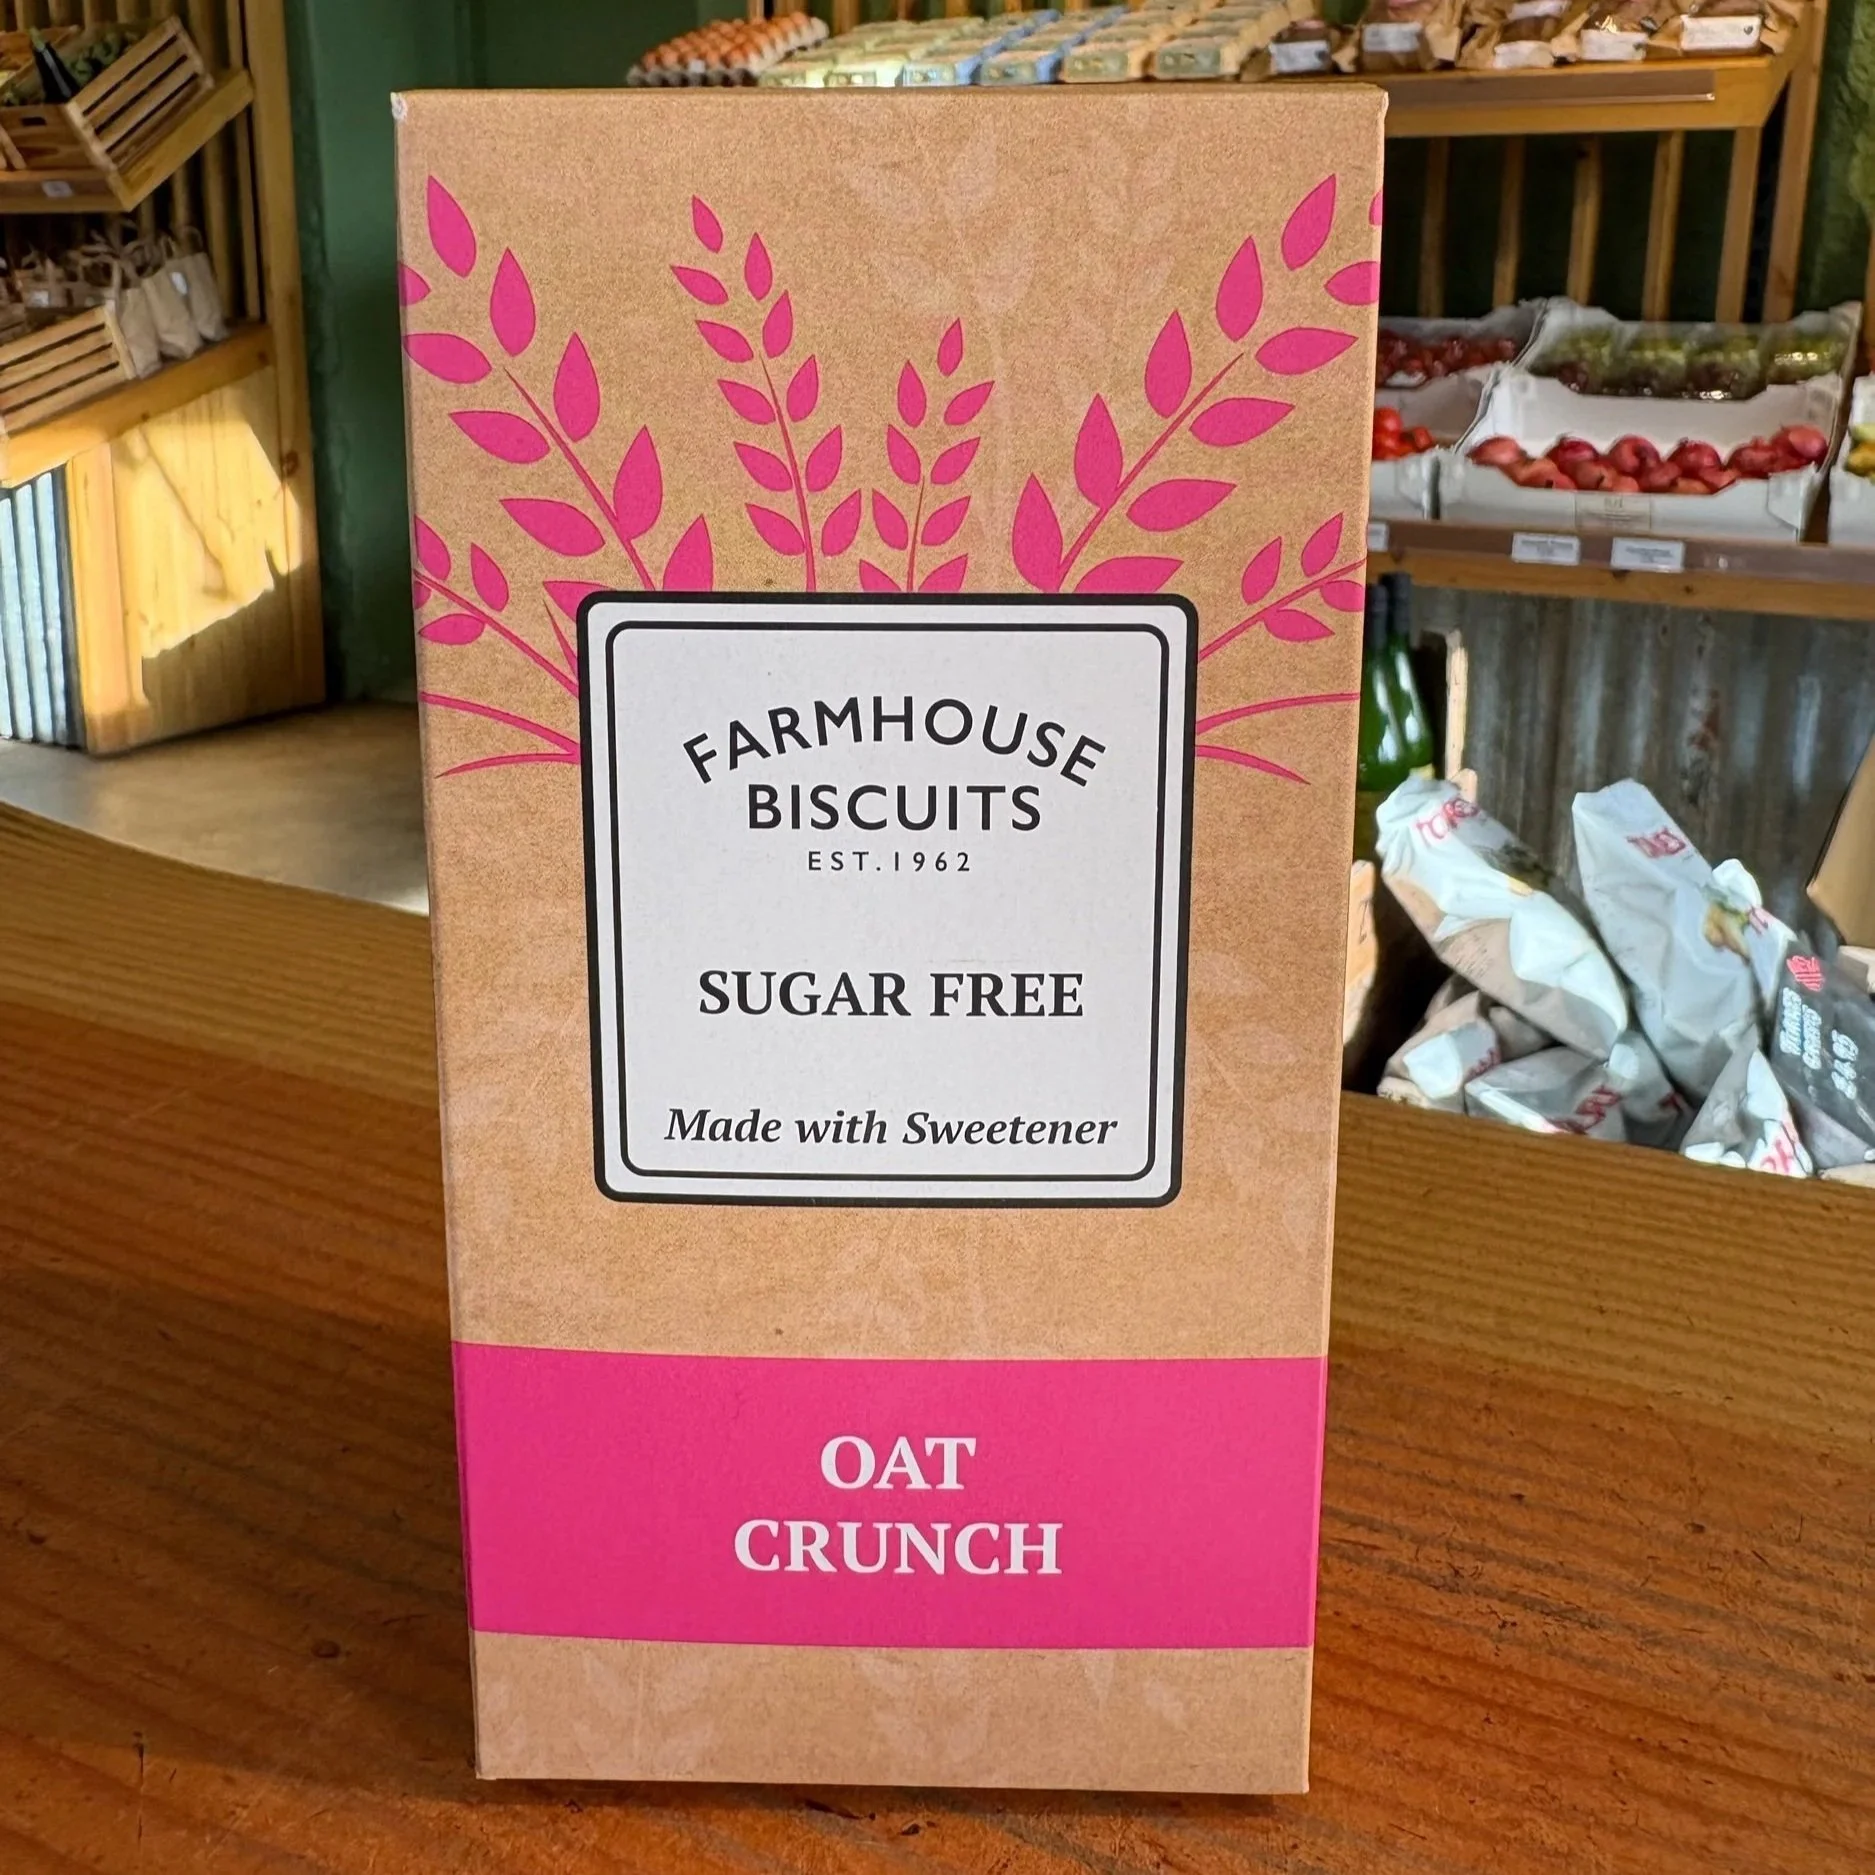 FARMHOUSE
BISCUITS
EST. 1962
SUGAR FREE
Made with Sweetener
OAT
CRUNCH